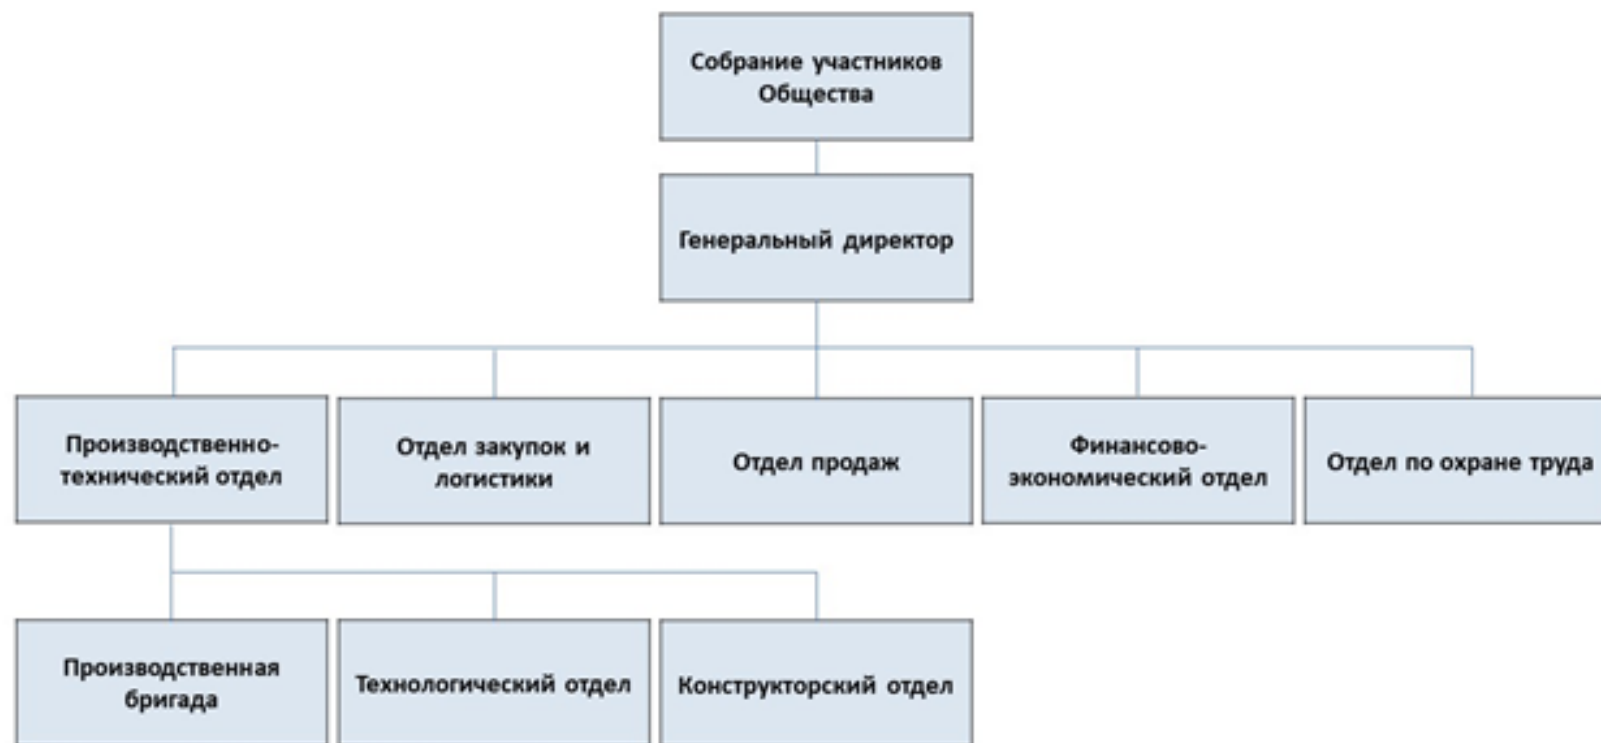 Собрание участников
Общества
Генеральный директор
Производственно-
технический отдел
Отдел закупок и
логистики
Отдел продаж
Финансово-
экономический отдел
Отдел по охране труда
Производственная
бригада
Технологический отдел
Конструкторский отдел